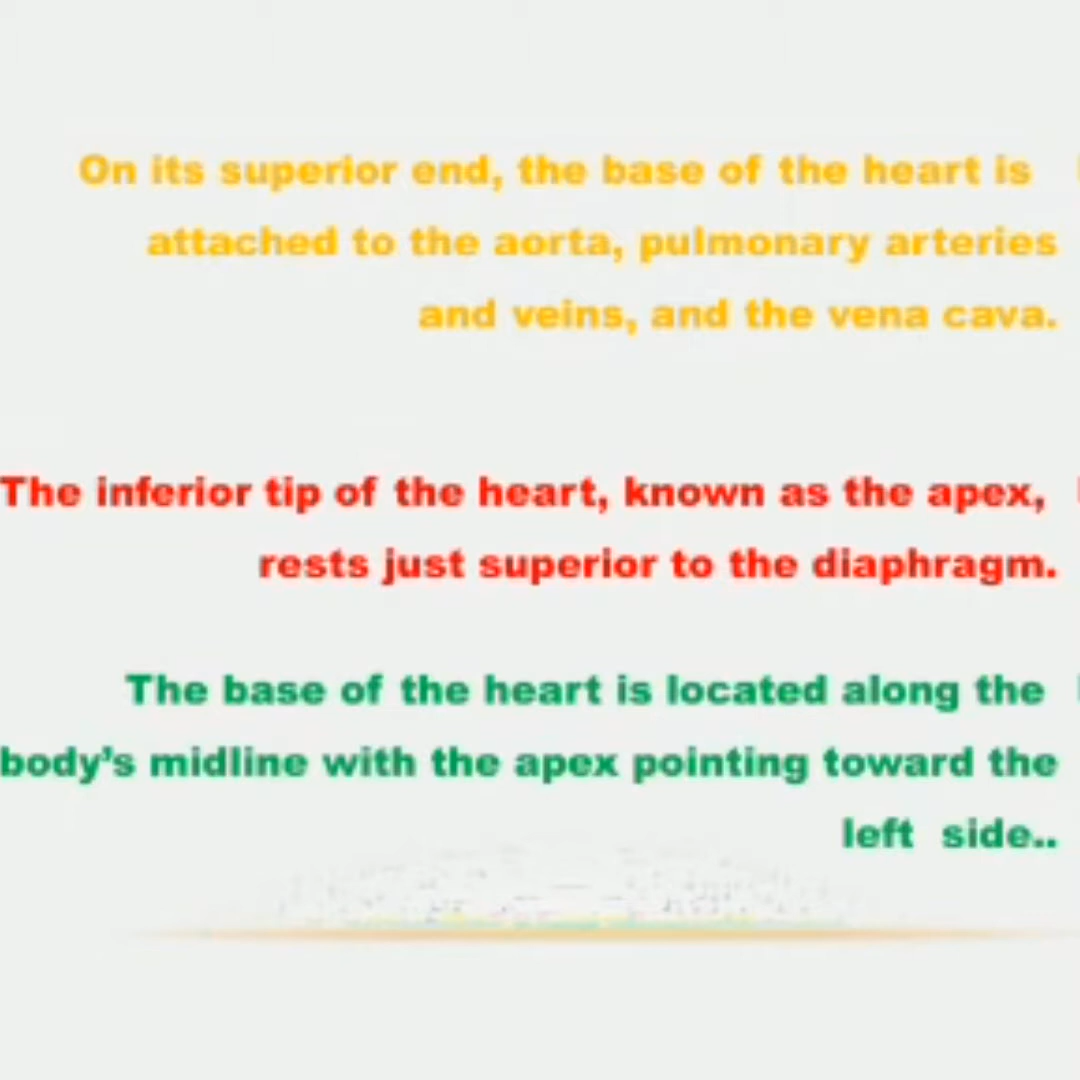 On its superior end, the base of the heart is
attached to the aorta, pulmonary arteries
and veins, and the vena cava.
The inferior tip of the heart, known as the apex,
rests just superior to the diaphragm.
The base of the heart is located along the
body's midline with the apex pointing toward the
left side..